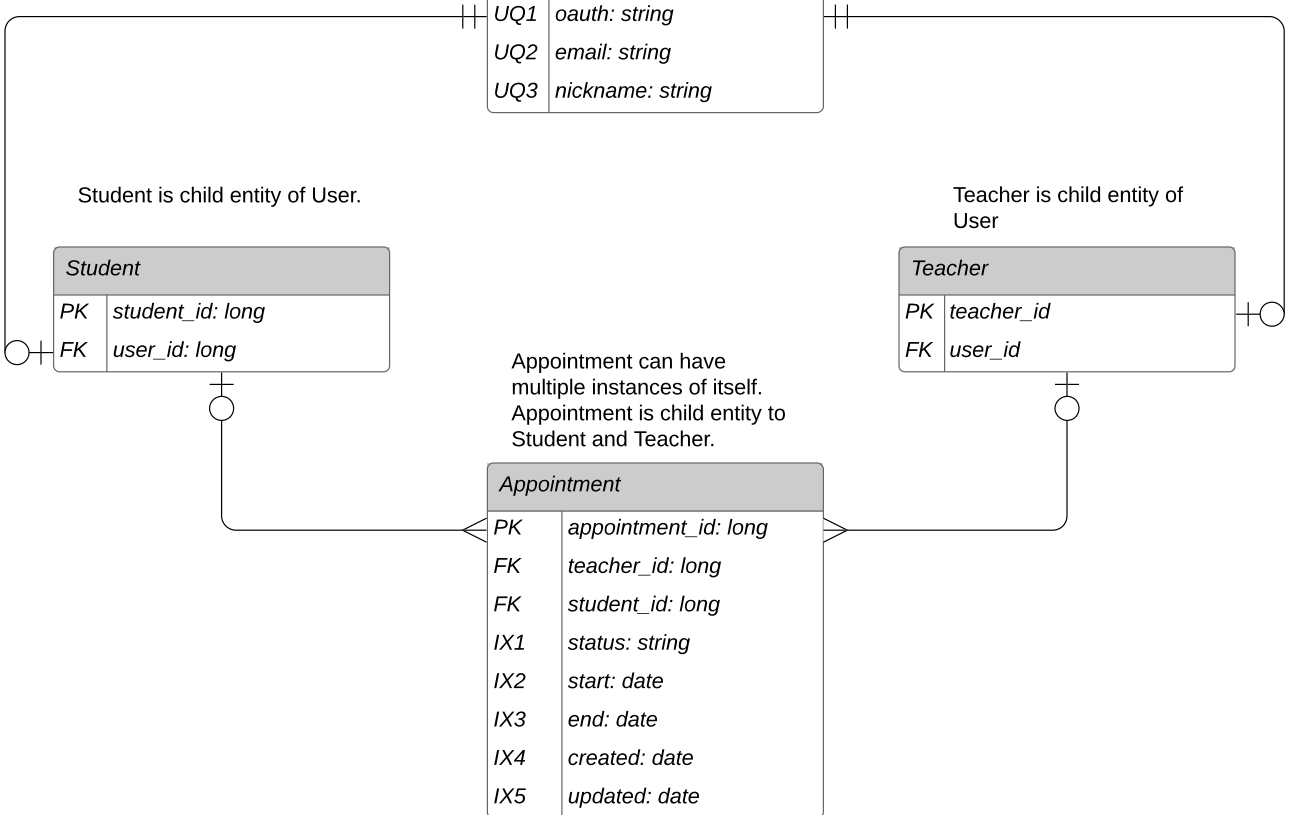 UQ1 oauth: string
UQ2 email: string
UQ3 nickname: string
Student is child entity of User.
Teacher is child entity of
User
Student
PK student_id: long
FK user_id: long
Teacher
PK teacher_id
FK user_id
Appointment can have
multiple instances of itself.
Appointment is child entity to
Student and Teacher.
Appointment
PK appointment_id: long
FK teacher_id: long
FK student_id: long
IX1 status: string
IX2 start: date
IX3 end: date
IX4 created: date
IX5 updated: date